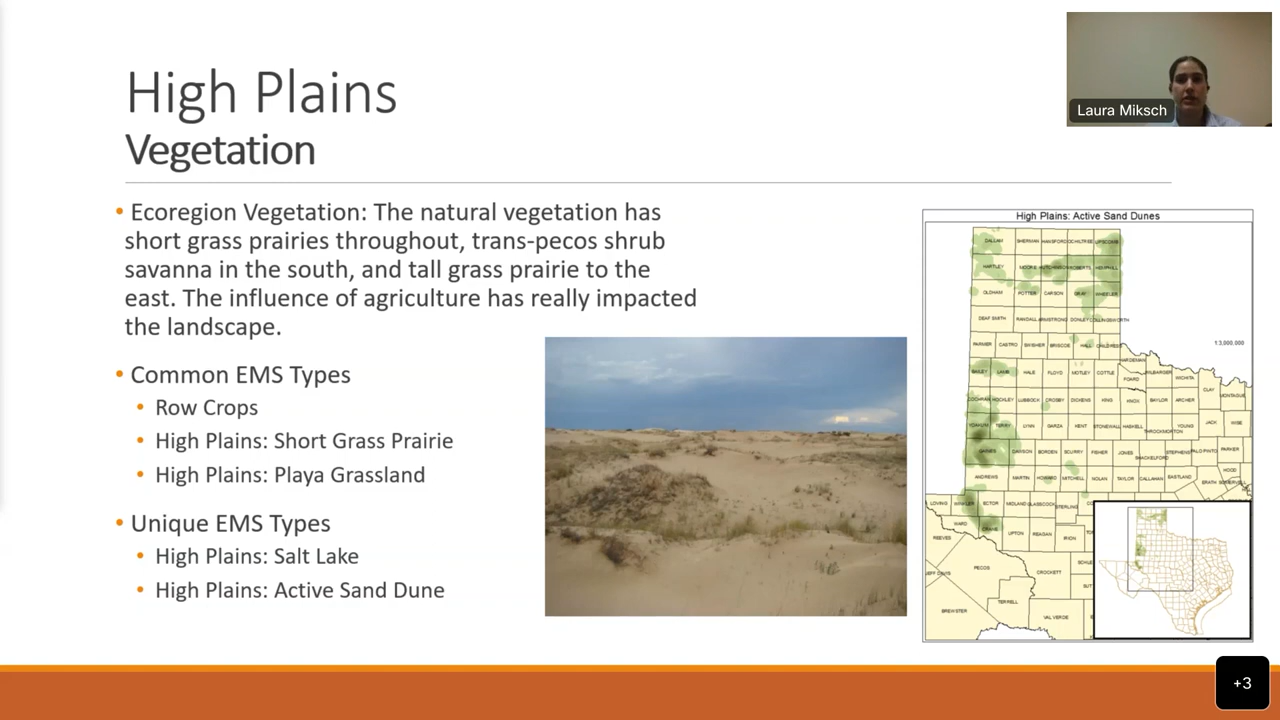 High Plains
Vegetation
Laura Miksch
• Ecoregion Vegetation: The natural vegetation has
short grass prairies throughout, trans-pecos shrub
savanna in the south, and tall grass prairie to the
east. The influence of agriculture has really impacted
the landscape.
• Common EMS Types
• Row Crops
• High Plains: Short Grass Prairie
• High Plains: Playa Grassland
• Unique EMS Types
• High Plains: Salt Lake
• High Plains: Active Sand Dune
High Plains: Active Sand Dunes
DALLAM SHERMAN HANSFORD OCHILTREE LIPSCOMB
HARTLEY MOORE HUTCHINSON ROBERTS HEMPHILL
OLDHAM POTTER CARSON GRAY WHEELER
DEAF SMITH RANDALL ARMSTRONG DONLEY COLLINGSWORTH
PARMER CASTRO SWISHER BRISCOE HALL CHILDRESS
1:3,000,000
HARDEMAN
BAILEY LAMB HALE FLOYD MOTLEY COTTLE FOARD WILBARGER WICHITA
CLAY MONTAGUE
COCHRAN HOCKLEY LUBBOCK CROSBY DICKENS KING KNOX BAYLOR ARCHER
YOAKUM TERRY LYNN GARZA KENT STONEWALL HASKELL THROCKMORTON YOUNG JACK WISE
GAINES DAWSON BORDEN SCURRY FISHER JONES SHACKELFORD STEPHENS PALO PINTO PARKER
HOOD
ANDREWS MARTIN HOWARD MITCHELL NOLAN TAYLOR CALLAHAN EASTLAND ERATH
LOVING WINKLER ECTOR MIDLAND GLASSCOCK STERLING
WARD CRANE UPTON REAGAN IRION
REEVES
JEFF DAVIS PECOS CROCKETT
BREWSTER TERRELL VAL VERDE
+3